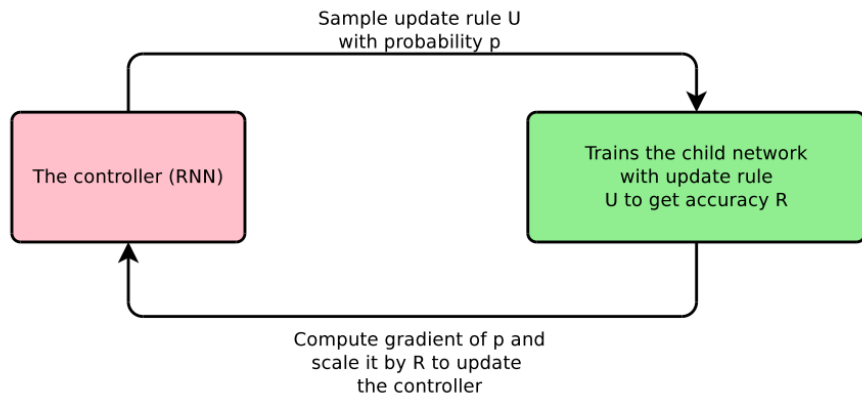 Sample update rule U
with probability p
The controller (RNN)
Trains the child network
with update rule
U to get accuracy R
Compute gradient of p and
scale it by R to update
the controller